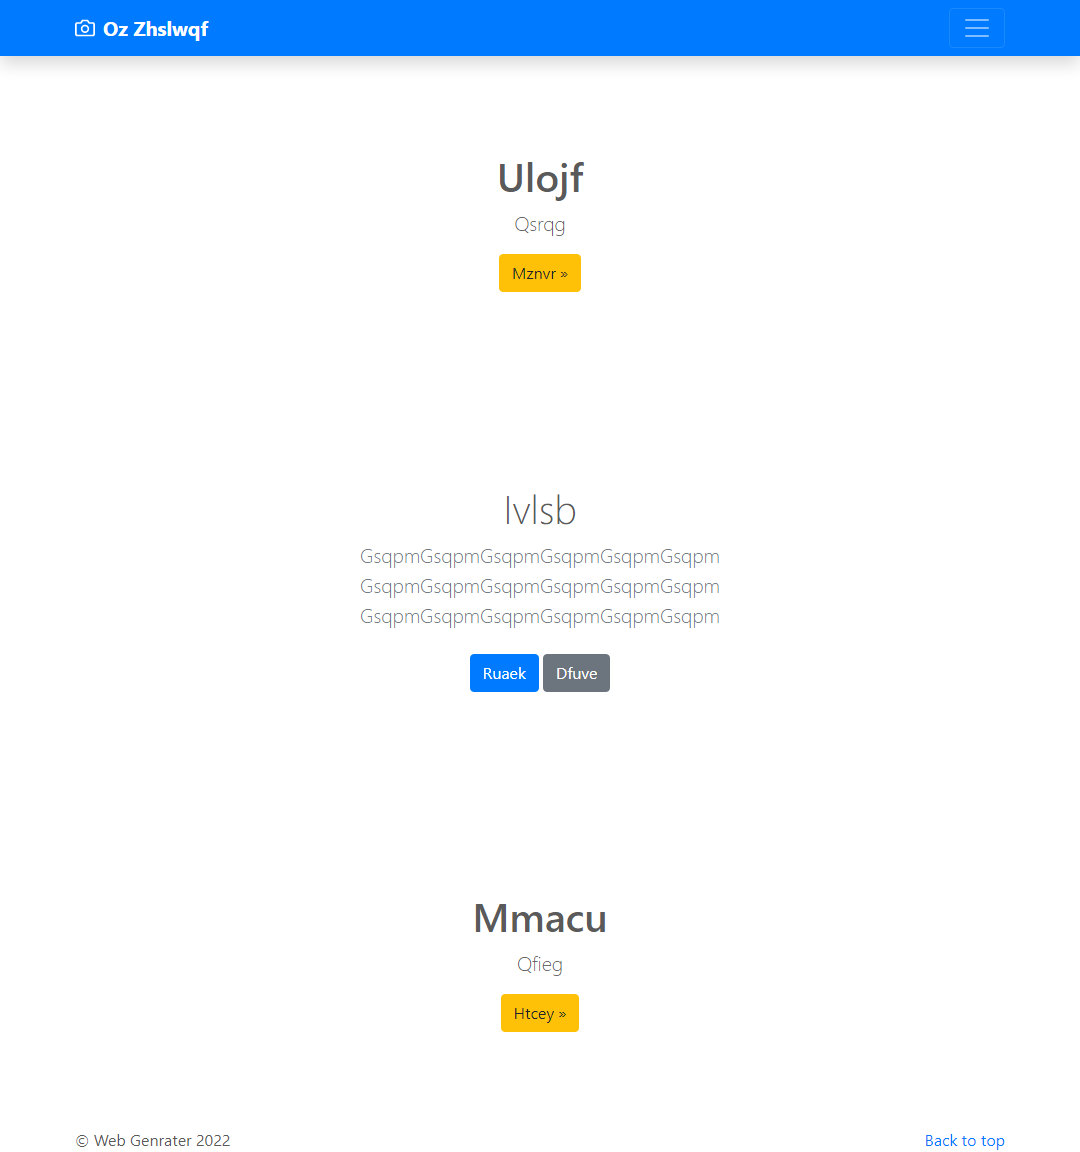 Oz Zhslwqf
Ulojf
Qsrqg
Mznvr »
Ivlsb
GsqpmGsqpmGsqpmGsqpmGsqpmGsqpm
GsqpmGsqpmGsqpmGsqpmGsqpmGsqpm
GsqpmGsqpmGsqpmGsqpmGsqpmGsqpm
Ruaek Dfuve
Mmacu
Qfieg
Htcey »
© Web Genrater 2022 Back to top